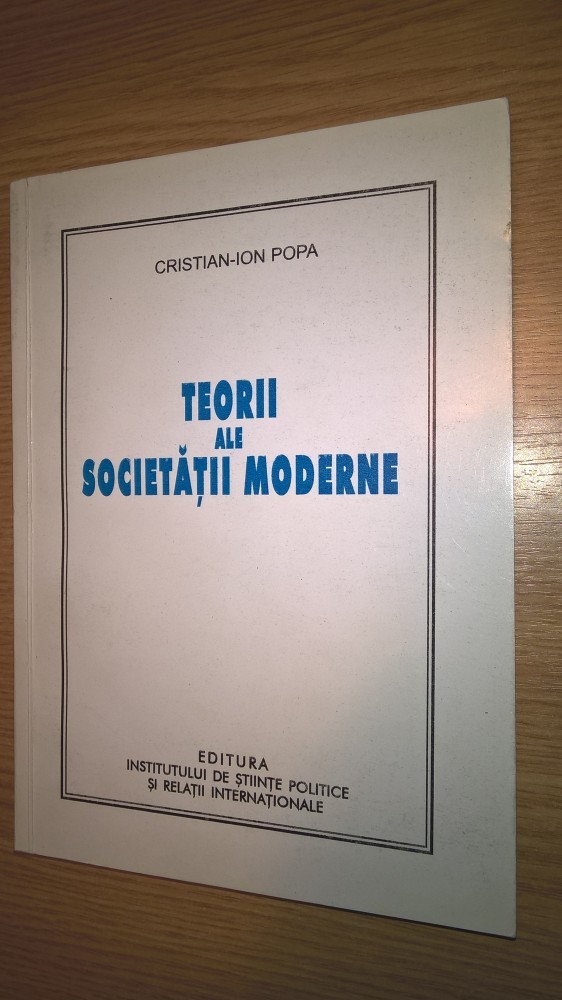 CRISTIAN-ION POPA
TEORII
ALE
SOCIETĂȚII MODERNE
EDITURA
INSTITUTULUI DE ȘTIINȚE POLITICE
ȘI RELAȚII INTERNAȚIONALE